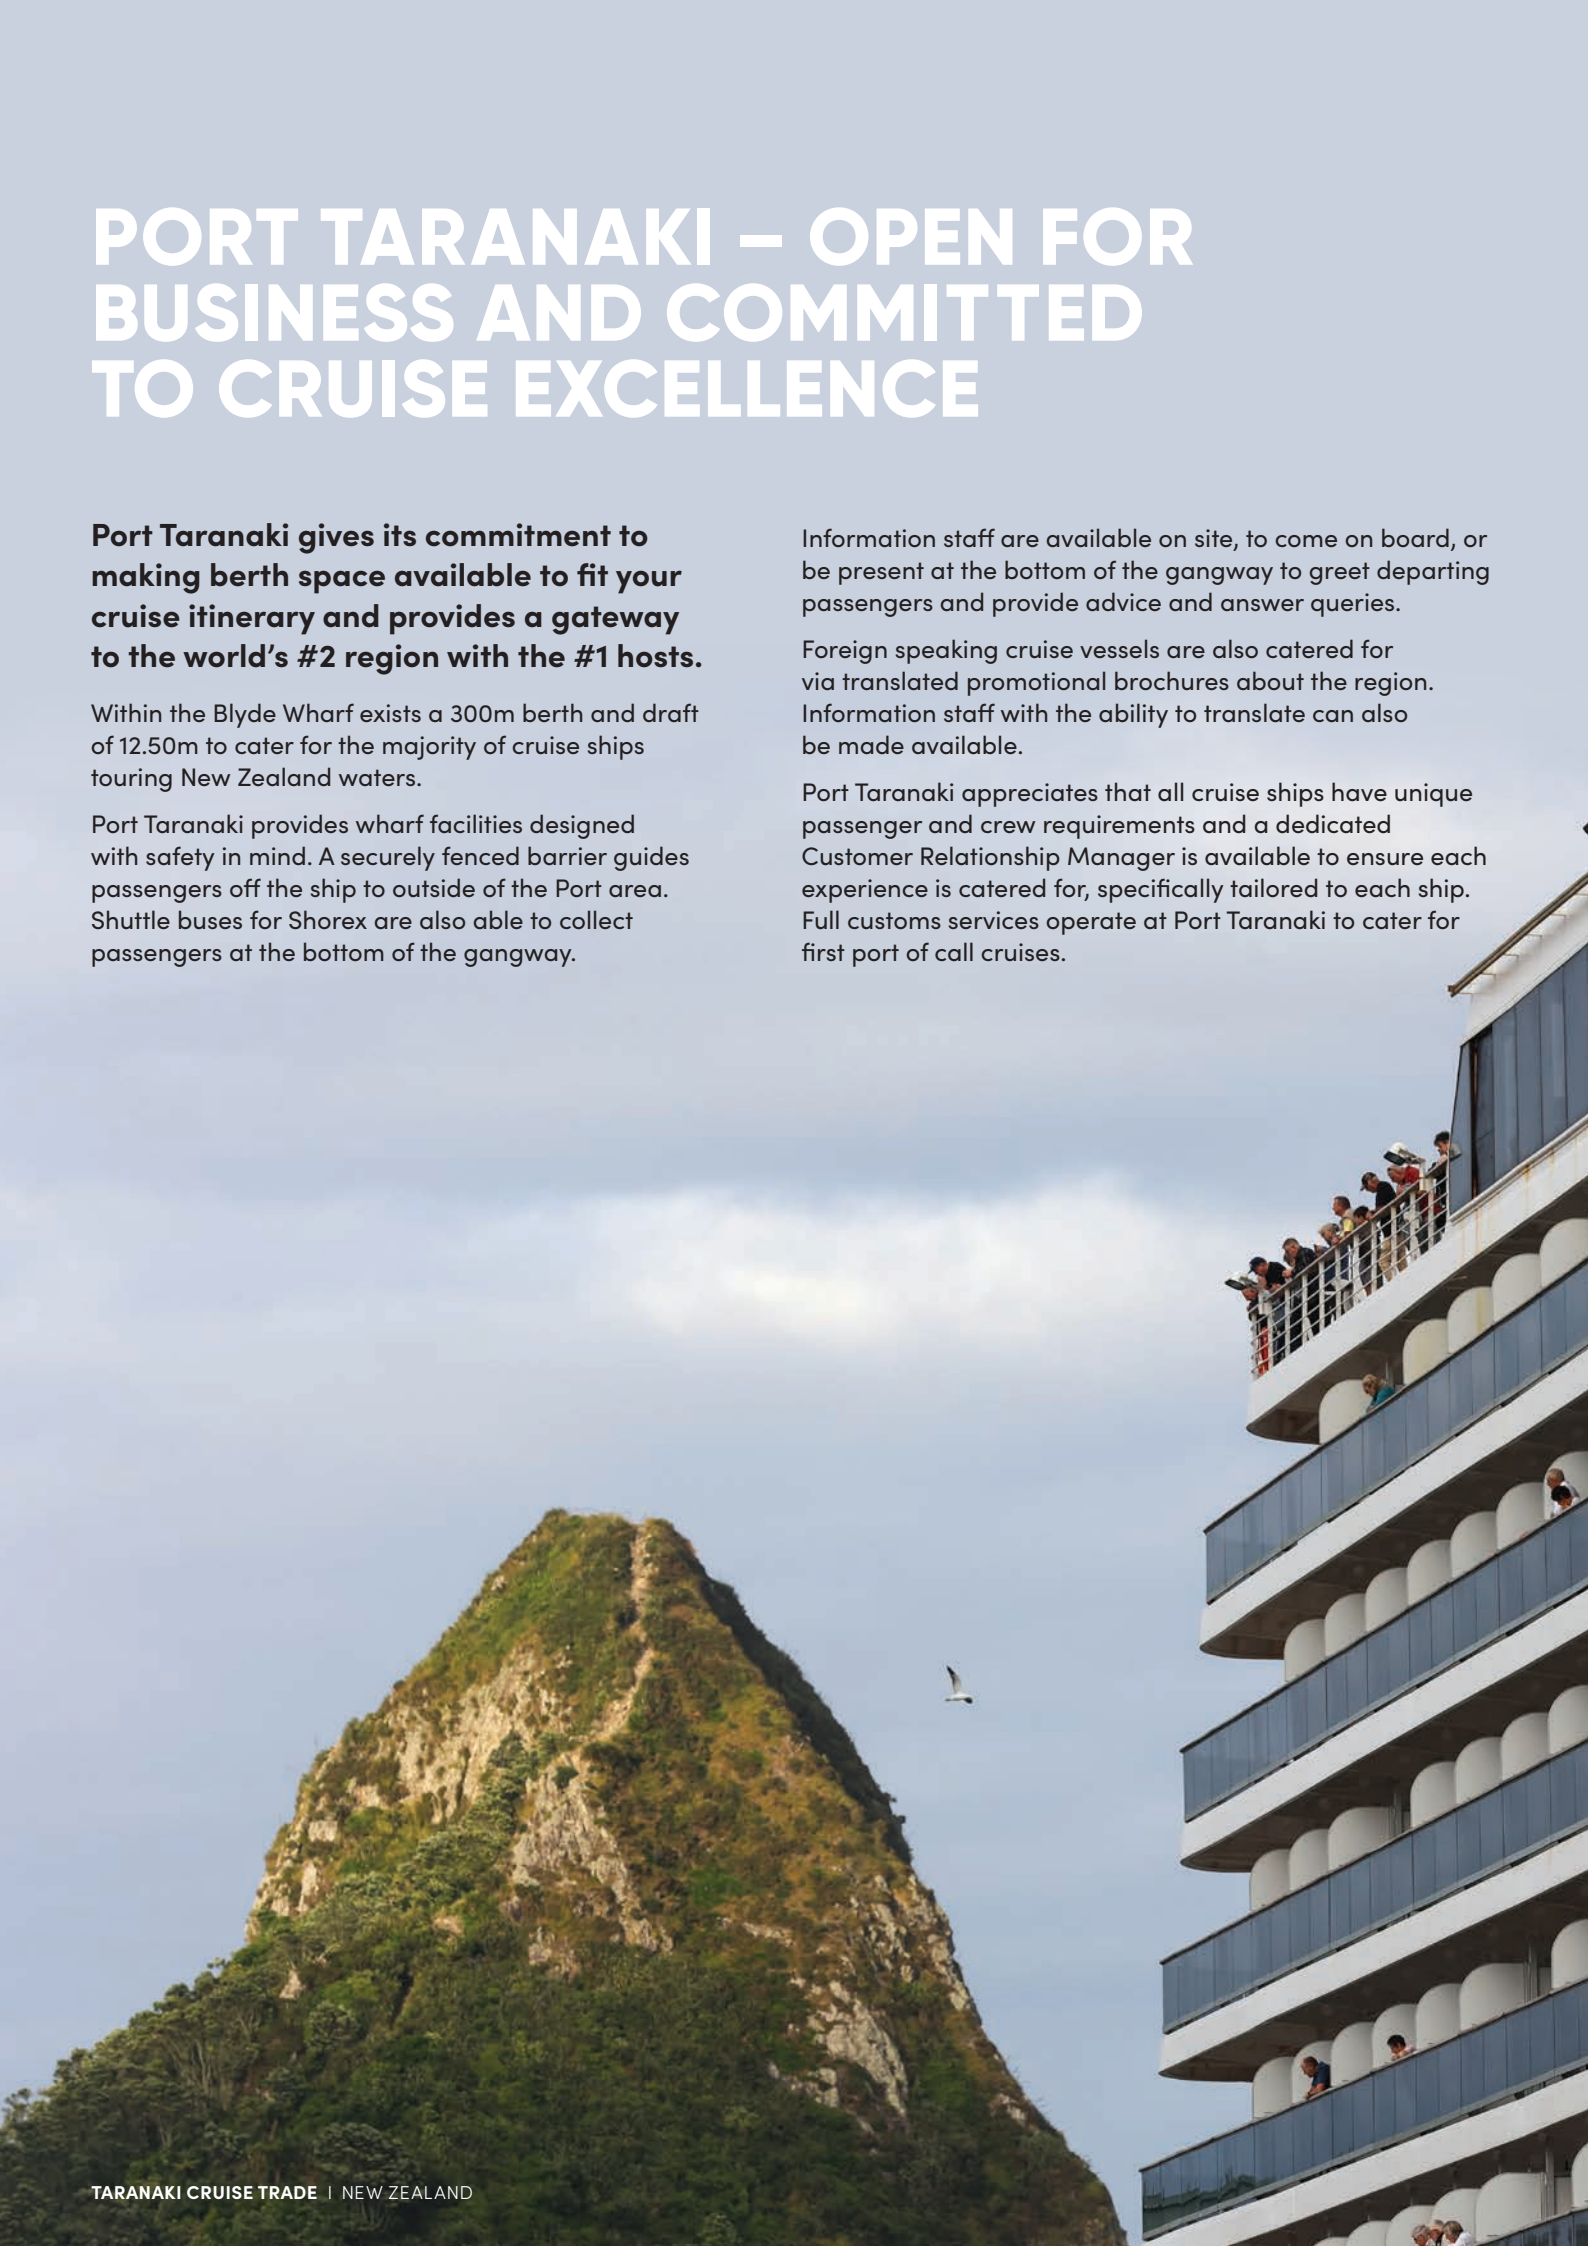 PORT TARANAKI – OPEN FOR
BUSINESS AND COMMITTED
TO CRUISE EXCELLENCE
Port Taranaki gives its commitment to
making berth space available to fit your
cruise itinerary and provides a gateway
to the world's #2 region with the #1 hosts.
Within the Blyde Wharf exists a 300m berth and draft
of 12.50m to cater for the majority of cruise ships
touring New Zealand waters.
Port Taranaki provides wharf facilities designed
with safety in mind. A securely fenced barrier guides
passengers off the ship to outside of the Port area.
Shuttle buses for Shorex are also able to collect
passengers at the bottom of the gangway.
Information staff are available on site, to come on board, or
be present at the bottom of the gangway to greet departing
passengers and provide advice and answer queries.
Foreign speaking cruise vessels are also catered for
via translated promotional brochures about the region.
Information staff with the ability to translate can also
be made available.
Port Taranaki appreciates that all cruise ships have unique
passenger and crew requirements and a dedicated
Customer Relationship Manager is available to ensure each
experience is catered for, specifically tailored to each ship.
Full customs services operate at Port Taranaki to cater for
first port of call cruises.
TARANAKI CRUISE TRADE | NEW ZEALAND